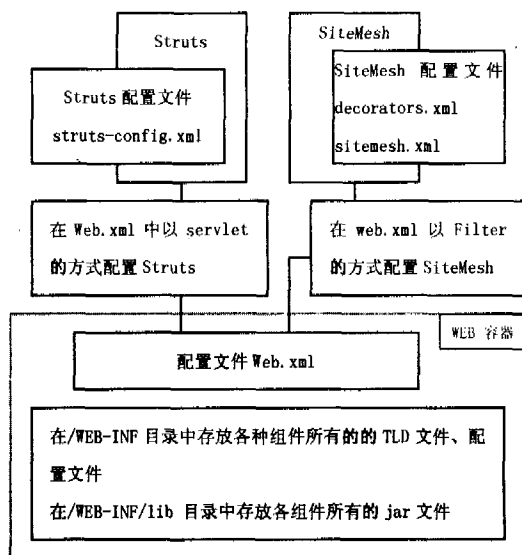 Struts
Struts 配置文件
struts-config.xml
SiteMesh
SiteMesh 配置文件
decorators.xml
sitemesh.xml
在 Web.xml 中以 servlet
的方式配置 Struts
在 web.xml 以 Filter
的方式配置 SiteMesh
WEB 容器
配置文件 Web.xml
在/WEB-INF 目录中存放各种组件所有的的 TLD 文件、配
置文件
在/WEB-INF/lib 目录中存放各组件所有的 jar 文件